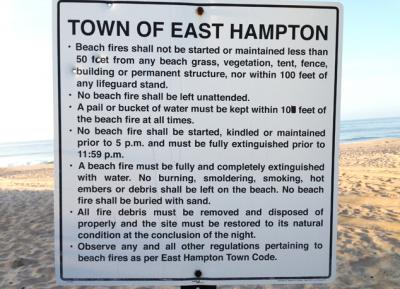 TOWN OF EAST HAMPTON
• Beach fires shall not be started or maintained less than
50 feet from any beach grass, vegetation, tent, fence,
building or permanent structure, nor within 100 feet of
any lifeguard stand.
• No beach fire shall be left unattended.
• A pail or bucket of water must be kept within 10 feet of
the beach fire at all times.
• No beach fire shall be started, kindled or maintained
prior to 5 p.m. and must be fully extinguished prior to
11:59 p.m.
• A beach fire must be fully and completely extinguished
with water. No burning, smoldering, smoking, hot
embers or debris shall be left on the beach. No beach
fire shall be buried with sand.
• All fire debris must be removed and disposed of
properly and the site must be restored to its natural
condition at the conclusion of the night.
• Observe any and all other regulations pertaining to
beach fires as per East Hampton Town Code.